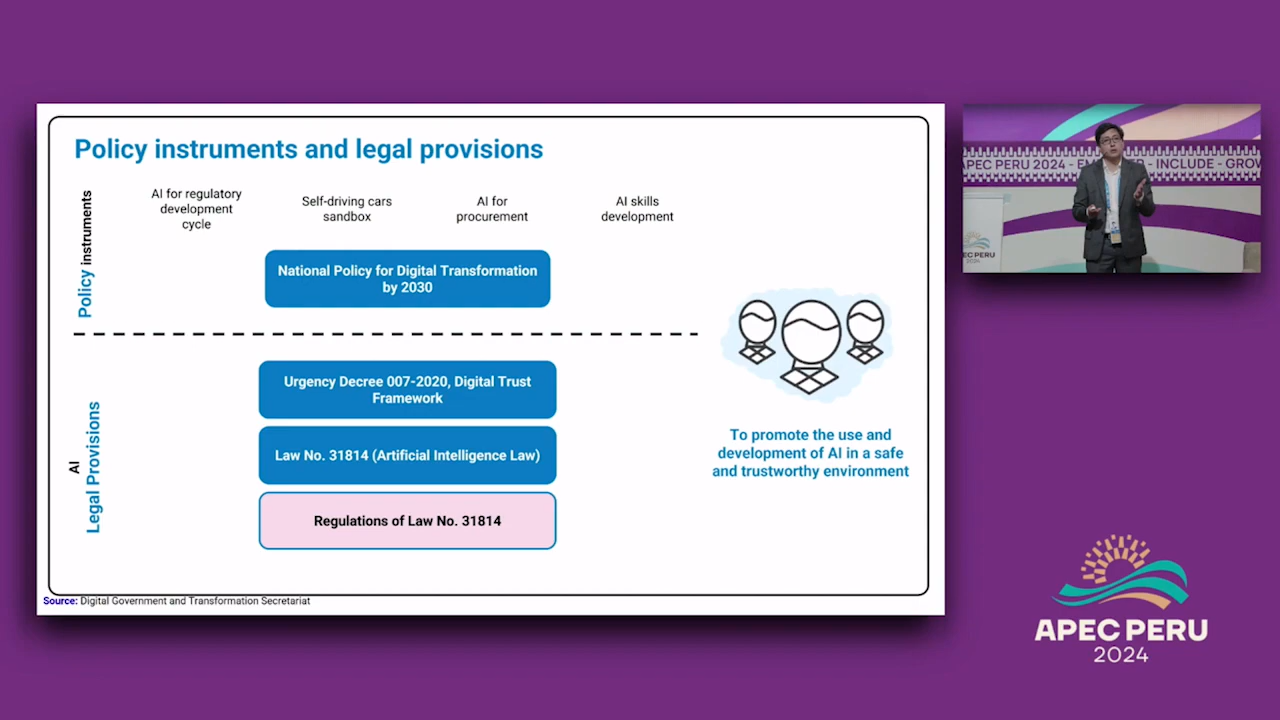 Policy instruments and legal provisions
Policy instruments
AI for regulatory
development
cycle
Self-driving cars
sandbox
AI for
procurement
AI skills
development
National Policy for Digital Transformation
by 2030
AI
Legal Provisions
Urgency Decree 007-2020, Digital Trust
Framework
Law No. 31814 (Artificial Intelligence Law)
Regulations of Law No. 31814
To promote the use and
development of AI in a safe
and trustworthy environment
Source: Digital Government and Transformation Secretariat
APEC PERU 2024 - EM
- INCLUDE - GROW
EC PERU
2024
APEC PERU
2024